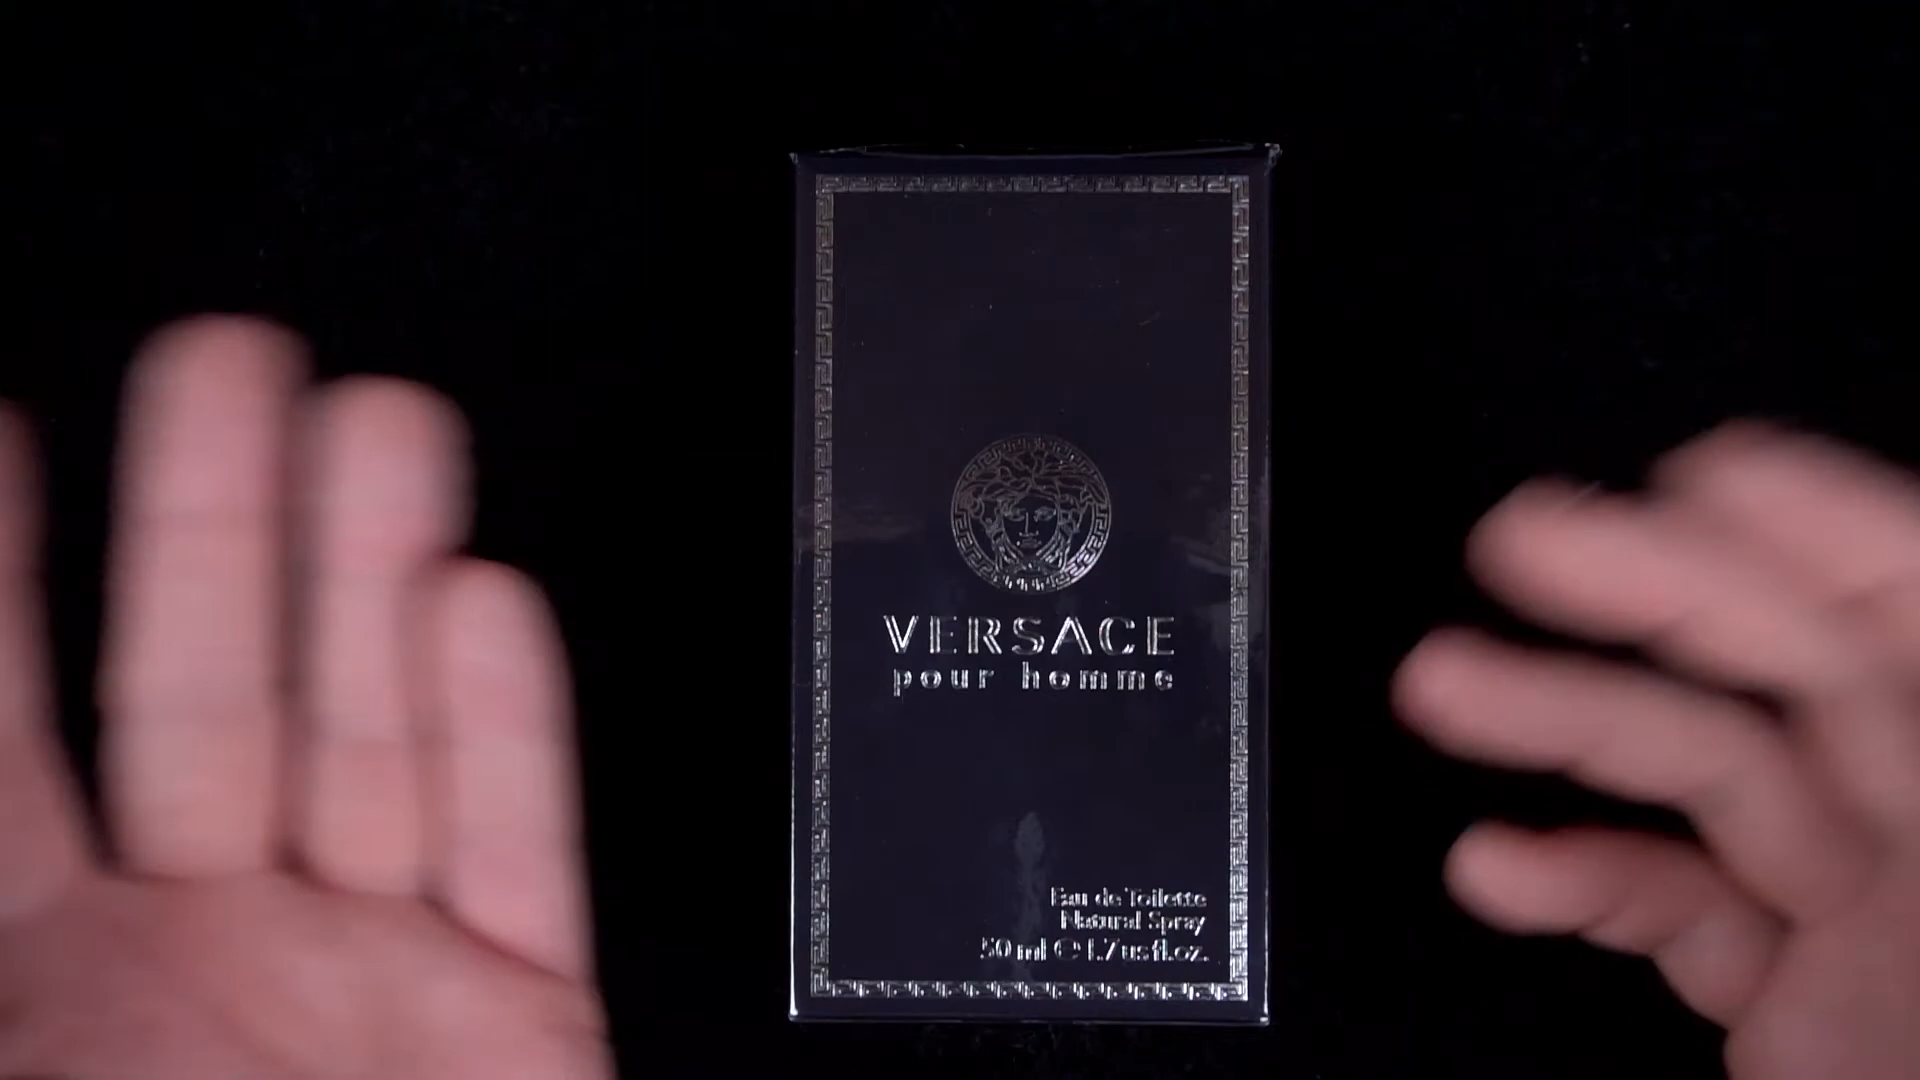 VERSACE
pour homme
Eau de Toilette
Natural Spray
50 ml ℮ 1.7 us fl.oz.